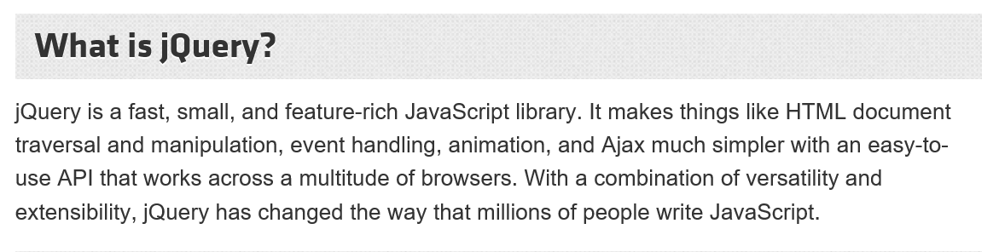 What is jQuery?
jQuery is a fast, small, and feature-rich JavaScript library. It makes things like HTML document
traversal and manipulation, event handling, animation, and Ajax much simpler with an easy-to-
use API that works across a multitude of browsers. With a combination of versatility and
extensibility, jQuery has changed the way that millions of people write JavaScript.